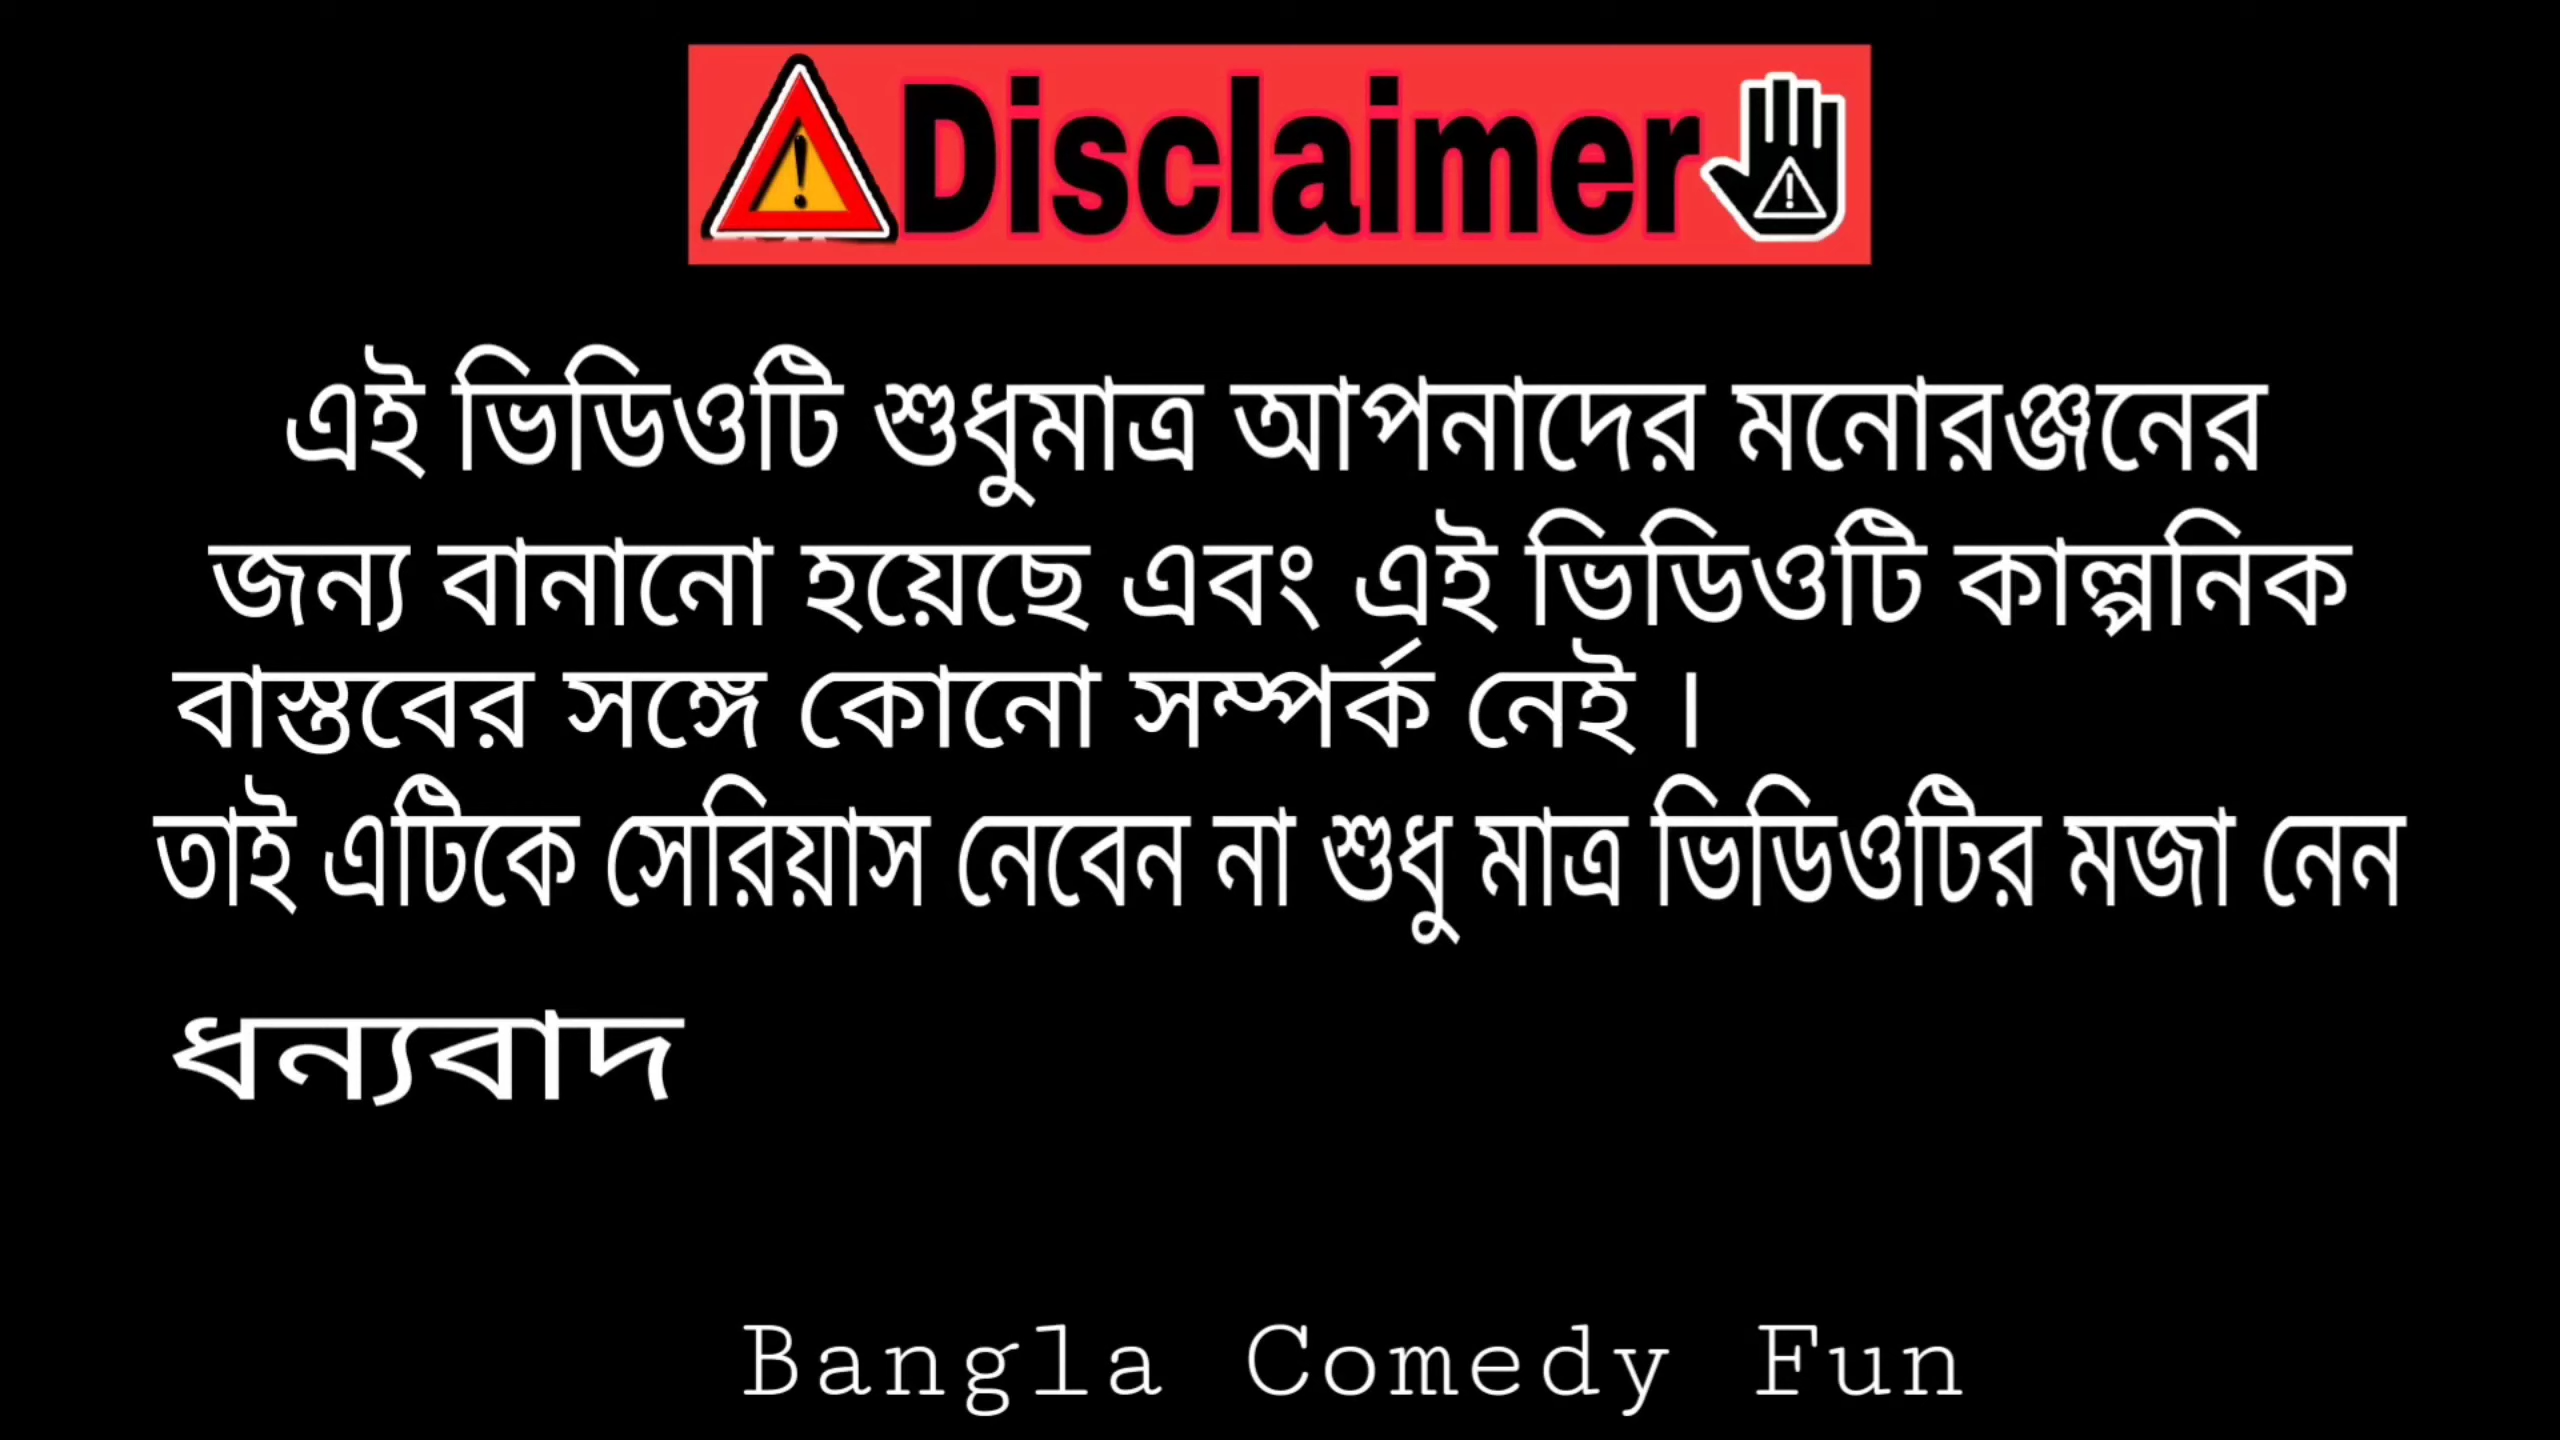 Disclaimer
এই ভিডিওটি শুধুমাত্র আপনাদের মনোরঞ্জনের
জন্য বানানো হয়েছে এবং এই ভিডিওটি কাল্পনিক
বাস্তবের সঙ্গে কোনো সম্পর্ক নেই ।
তাই এটিকে সেরিয়াস নেবেন না শুধু মাত্র ভিডিওটির মজা নেন
ধন্যবাদ
Bangla Comedy Fun